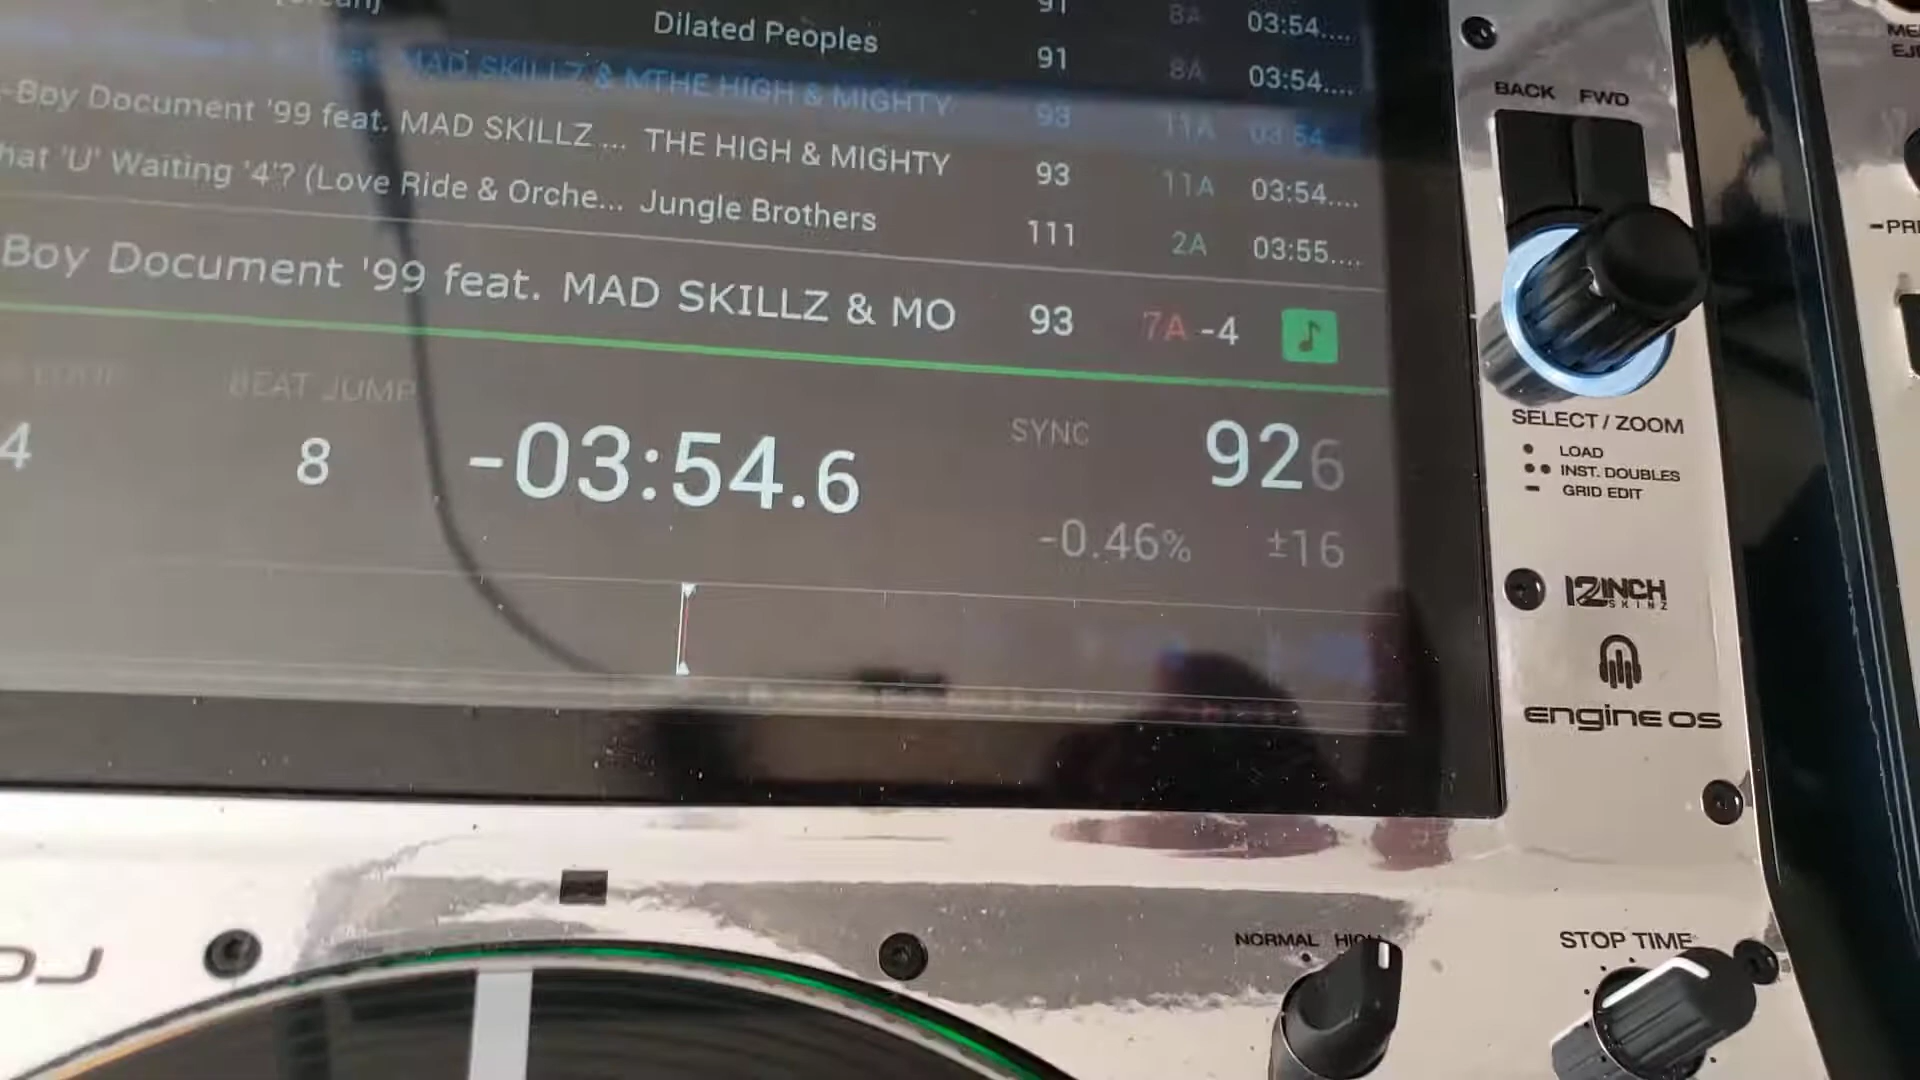 Dilated Peoples 91 8A 03:54....
91 8A 03:54....
MAD SKILLZ & M THE HIGH & MIGHTY 93 11A 03:54
-Boy Document '99 feat. MAD SKILLZ ... THE HIGH & MIGHTY 93 11A 03:54....
hat 'U' Waiting '4'? (Love Ride & Orche... Jungle Brothers 111 2A 03:55....
Boy Document '99 feat. MAD SKILLZ & MO 93 7A -4
BEAT JUMP SYNC
4 8 -03:54.6 926
-0.46% ±16
BACK FWD
SELECT / ZOOM
LOAD
INST. DOUBLES
GRID EDIT
12INCH
SKINZ
engine OS
NORMAL HIGH
STOP TIME